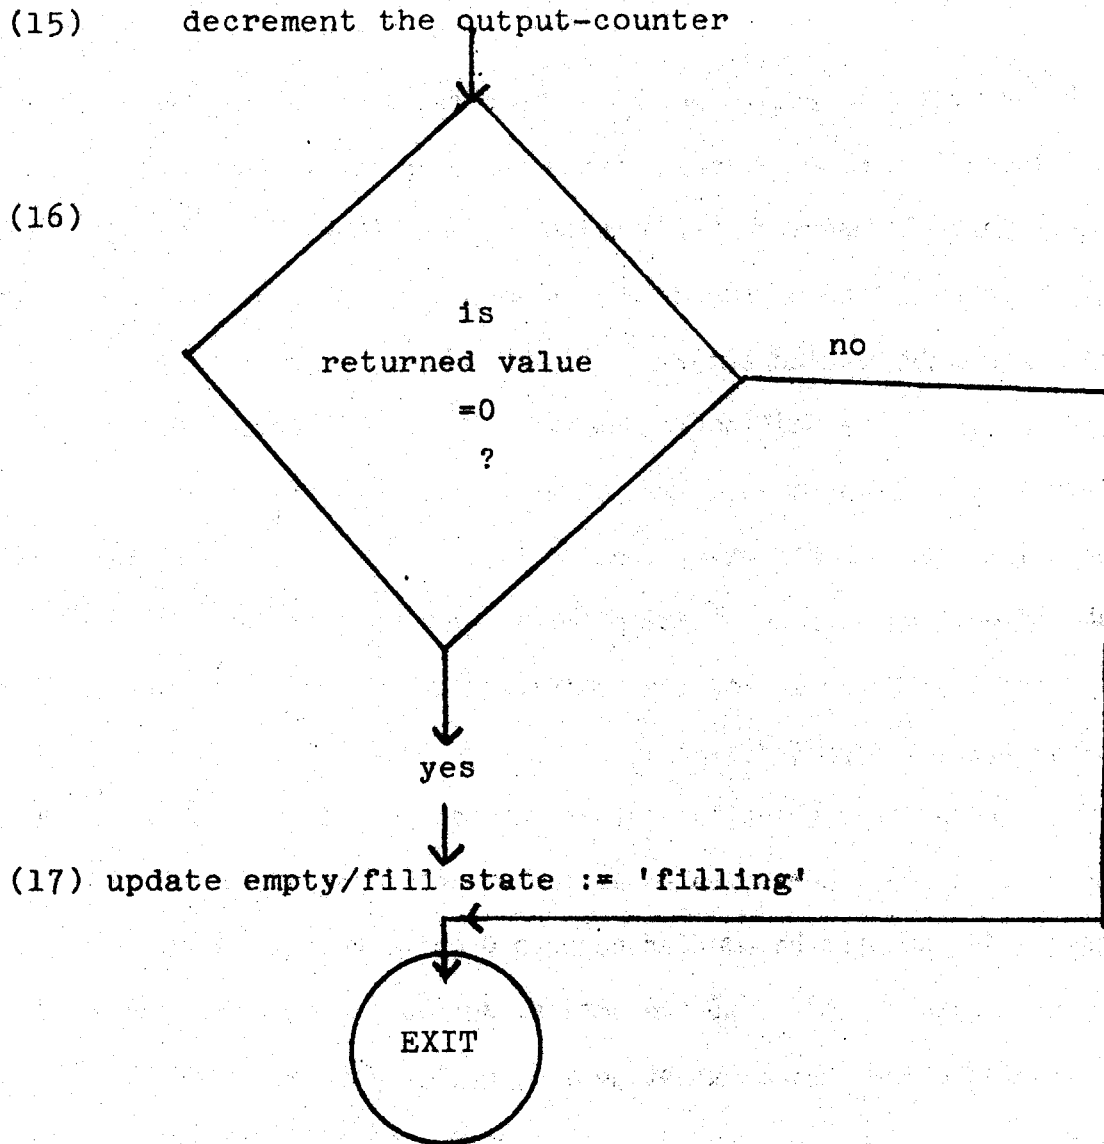 (15) decrement the output-counter
(16)
is
returned value
=0
?
no
yes
(17) update empty/fill state := 'filling'
EXIT